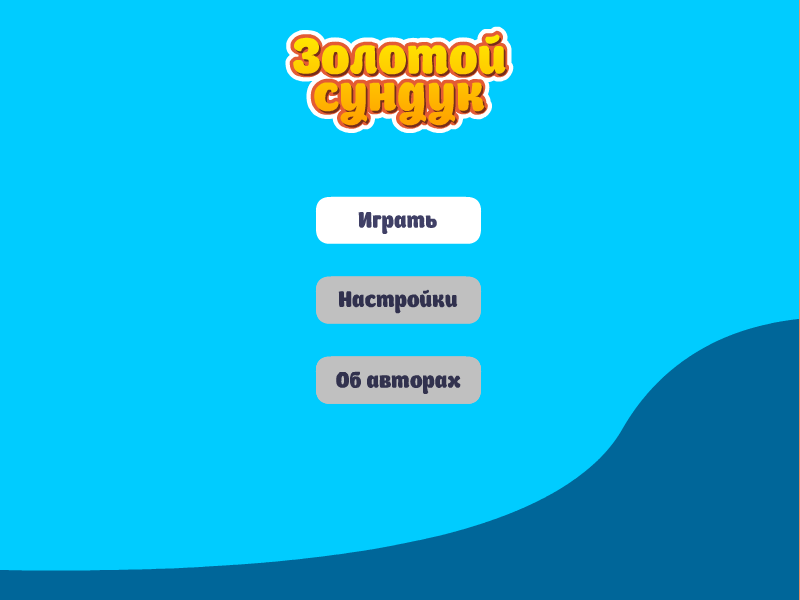 Золотой
сундук
Играть
Настройки
Об авторах